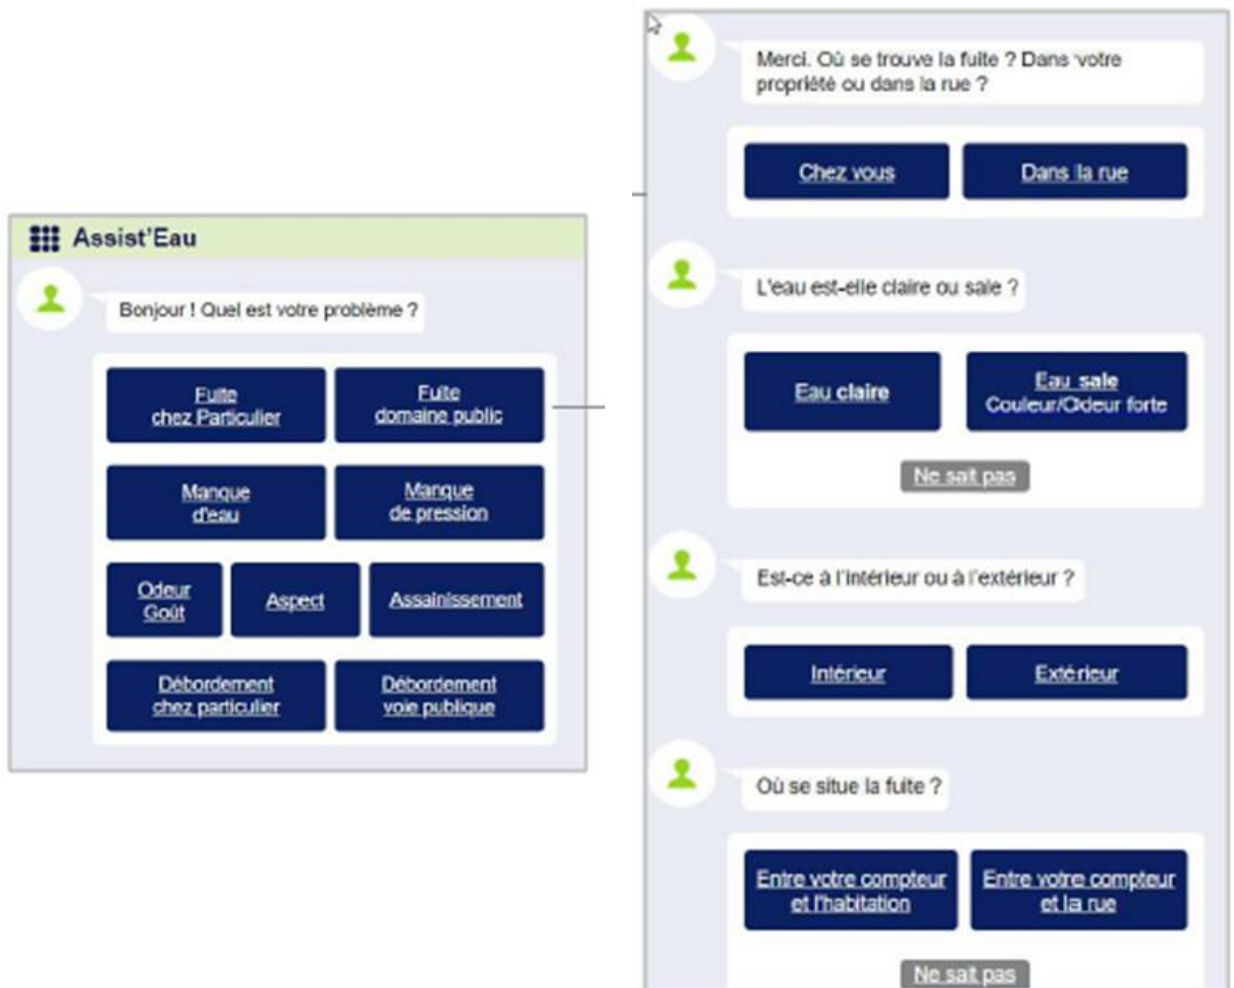 Assist'Eau
Bonjour ! Quel est votre problème ?
Fuite
chez Particulier
Fuite
domaine public
Manque
d'eau
Manque
de pression
Odeur
Goût
Aspect
Assainissement
Débordement
chez particulier
Débordement
voie publique
Merci. Où se trouve la fuite ? Dans votre
propriété ou dans la rue ?
Chez vous
Dans la rue
L'eau est-elle claire ou sale ?
Eau claire
Eau sale
Couleur/Odeur forte
Ne sait pas
Est-ce à l'intérieur ou à l'extérieur ?
Intérieur
Extérieur
Où se situe la fuite ?
Entre votre compteur
et l'habitation
Entre votre compteur
et la rue
Ne sait pas